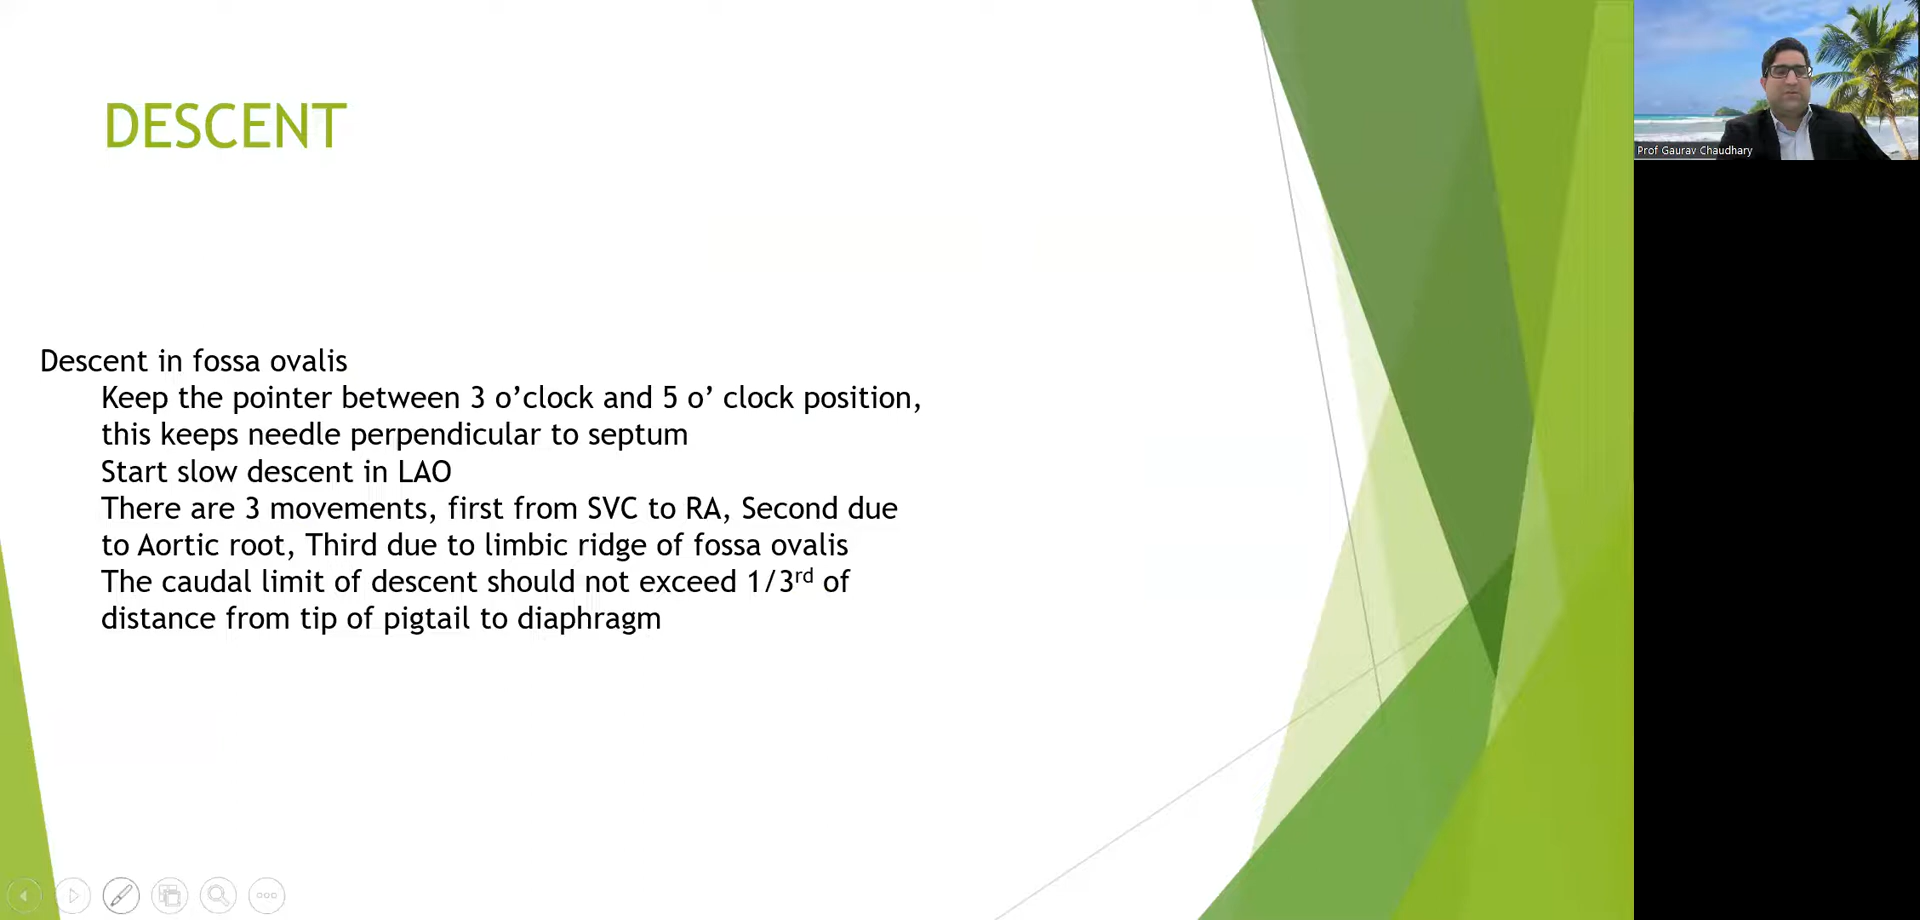 DESCENT
Descent in fossa ovalis
Keep the pointer between 3 o’clock and 5 o’ clock position,
this keeps needle perpendicular to septum
Start slow descent in LAO
There are 3 movements, first from SVC to RA, Second due
to Aortic root, Third due to limbic ridge of fossa ovalis
The caudal limit of descent should not exceed 1/3rd of
distance from tip of pigtail to diaphragm
Prof Gaurav Chaudhary